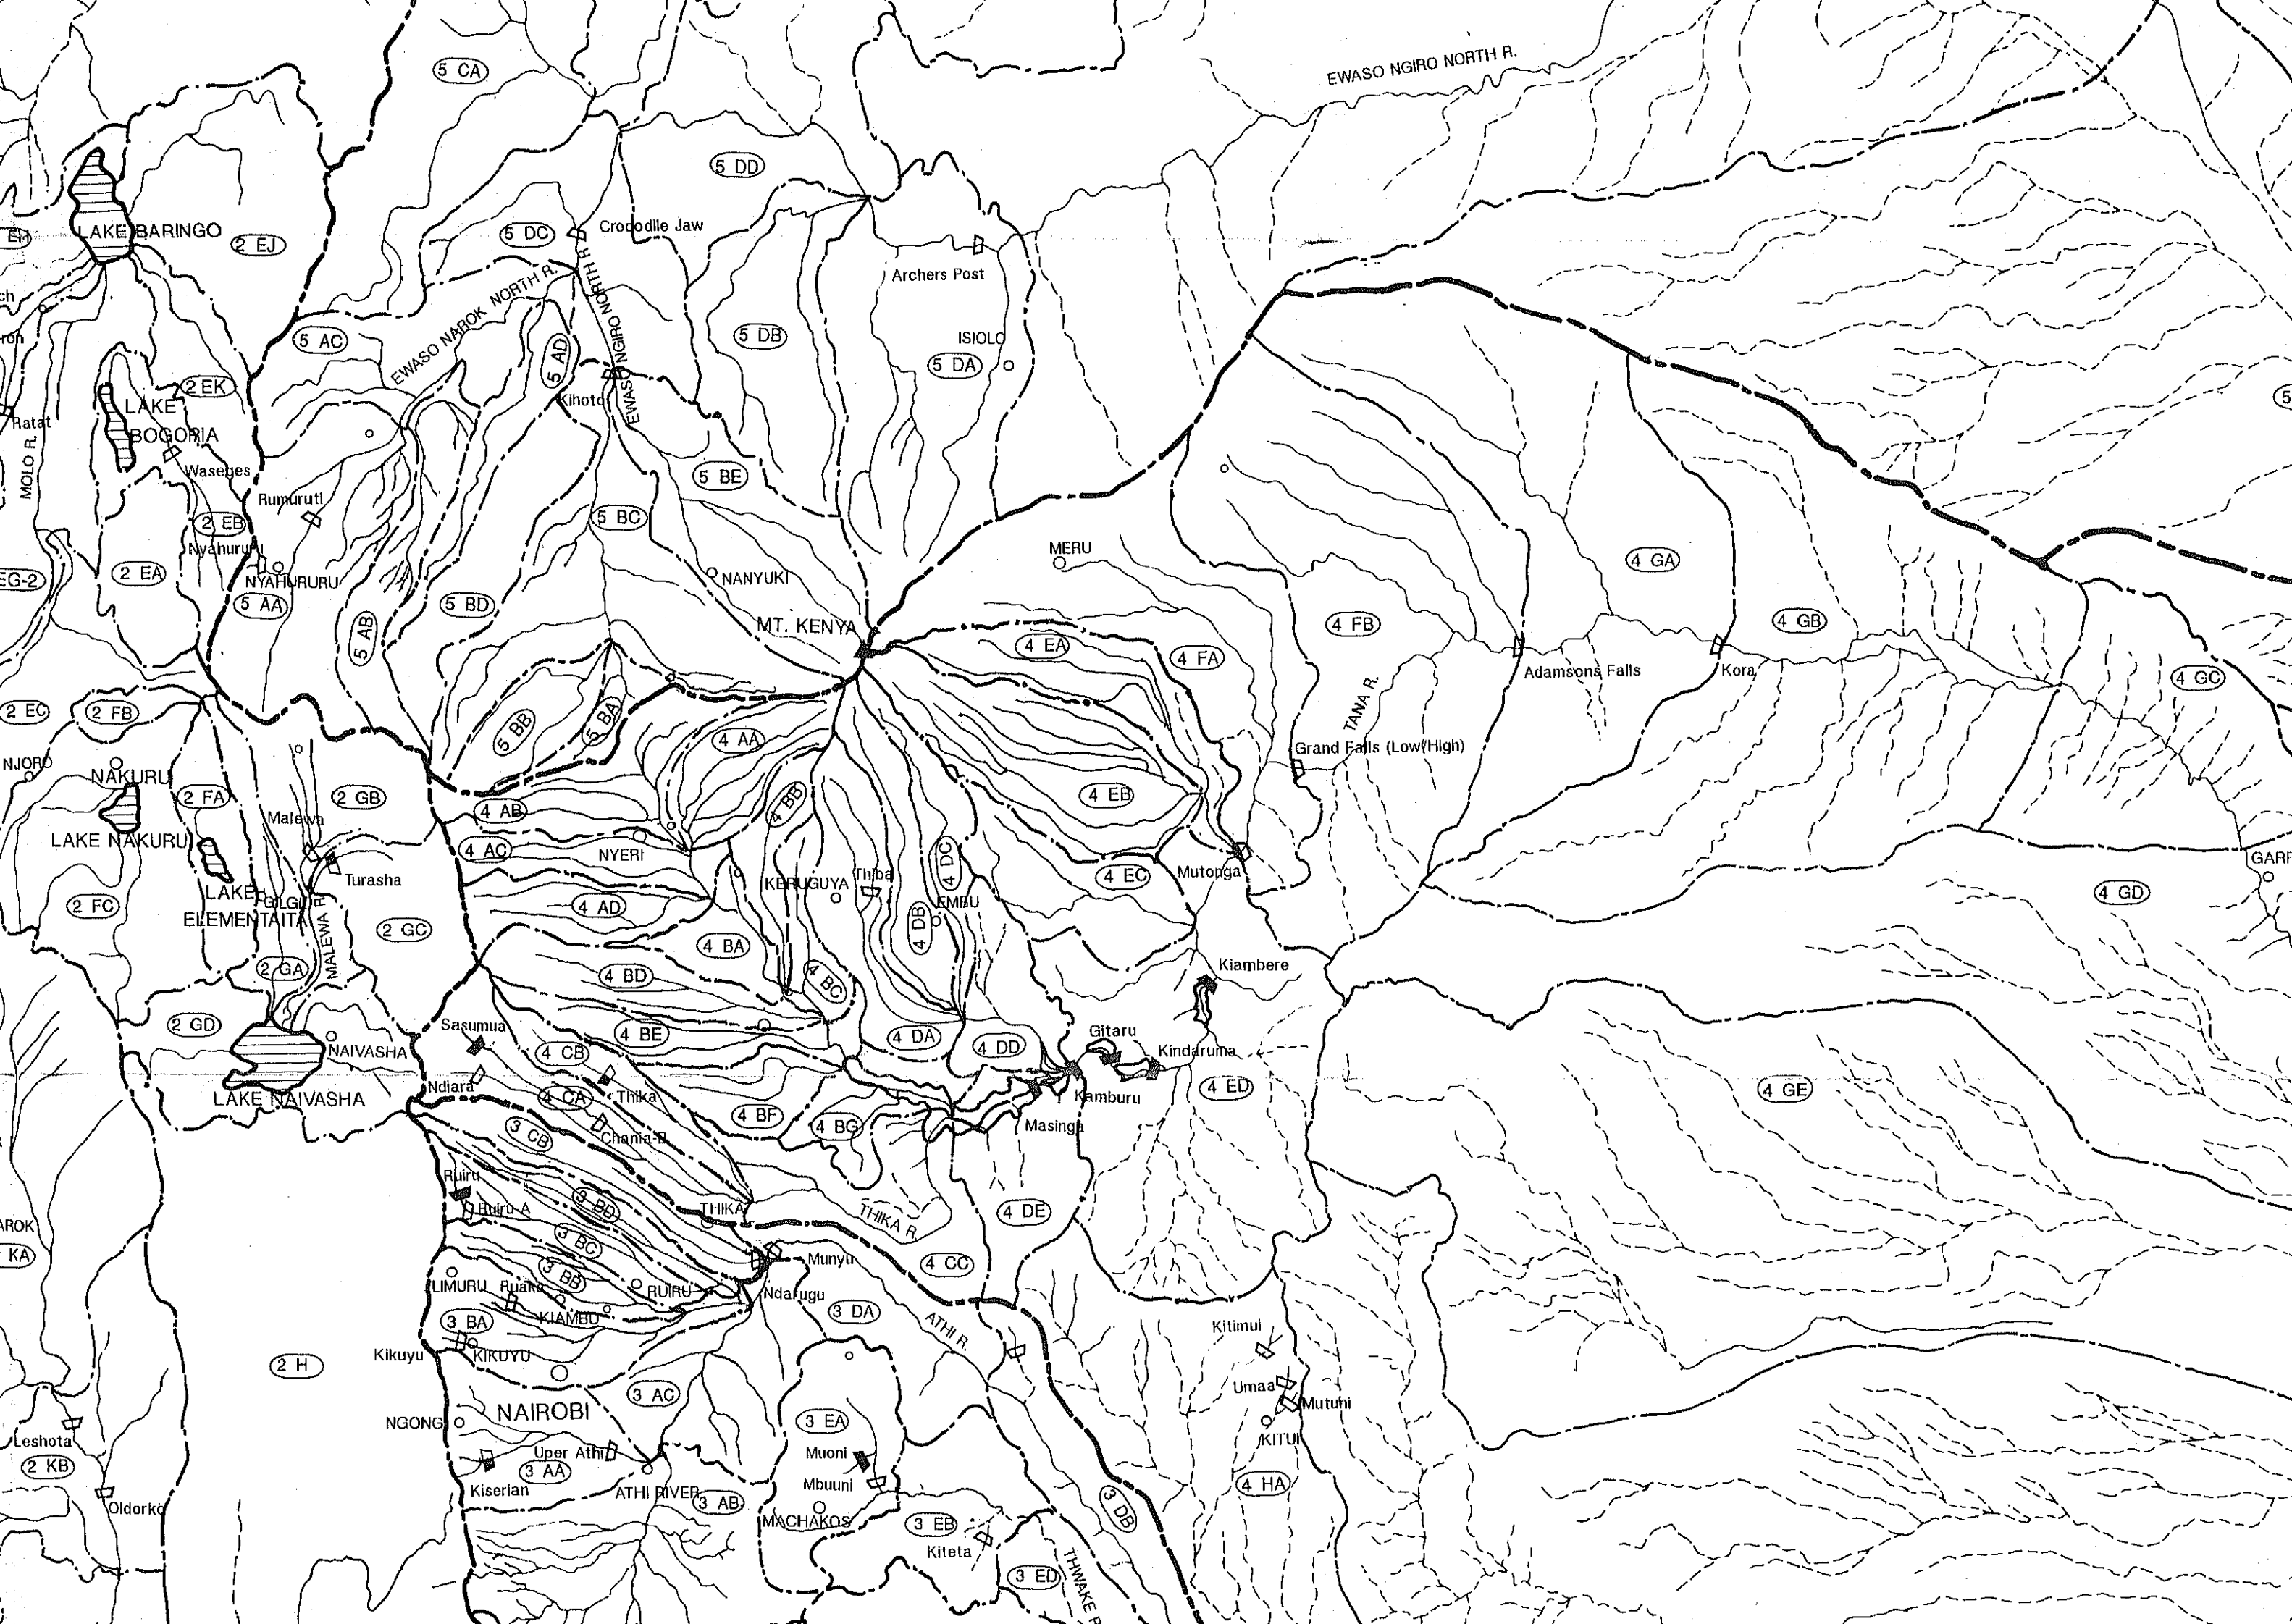 5 CA
EWASO NGIRO NORTH R.
5 DD
LAKE BARINGO
2 EJ
5 DC
Crocodile Jaw
EWASO NGIRO NORTH R.
Archers Post
EWASO NAROK NORTH R.
5 AC
5 AD
5 DB
ISIOLO
5 DA
2 EK
LAKE
BOGORIA
Kihoto
Ratat
MOLO R.
Waseges
Rumuruti
5 BE
2 EB
5 BC
Nyahururu
MERU
EG-2
2 EA
NYAHURURU
NANYUKI
4 GA
5 AA
5 BD
5 AB
MT. KENYA
4 FB
4 GB
4 EA
4 FA
Adamsons Falls
Kora
4 GC
2 EC
2 FB
5 BB
5 BA
4 AA
TANA R.
Grand Falls (Low/High)
NJORO
NAKURU
2 FA
2 GB
4 AB
4 BB
4 EB
Malewa
LAKE NAKURU
4 AC
NYERI
4 DC
Turasha
KERUGUYA
Thiba
4 EC
Mutonga
GARF
LAKE
ELEMENTAITA
GILGIL
2 FC
4 AD
4 DB
EMBU
4 GD
2 GC
MALEWA R.
4 BA
2 GA
4 BD
4 BC
Kiambere
2 GD
Sasumua
4 BE
4 DA
4 DD
Gitaru
Kindaruma
NAIVASHA
4 CB
Ndiara
4 CA
Thika
LAKE NAIVASHA
Kamburu
4 ED
4 GE
4 BF
4 BG
Masinga
3 CB
Chania-B
Ruiru
3 BD
Ruiru A
THIKA
THIKA R.
4 DE
AROK
KA
3 BC
Munyu
4 CC
LIMURU
Ruaka
3 BB
RUIRU
Ndarugu
KIAMBU
3 BA
3 DA
ATHI R.
Kitimui
Kikuyu
KIKUYU
2 H
3 AC
Umaa
Mutuni
NGONG
NAIROBI
3 EA
KITUI
Leshota
2 KB
Uper Athi
3 AA
Muoni
Mbuuni
4 HA
Kiserian
ATHI RIVER
3 AB
Oldorko
MACHAKOS
3 EB
3 DB
Kiteta
3 ED
THWAKE R